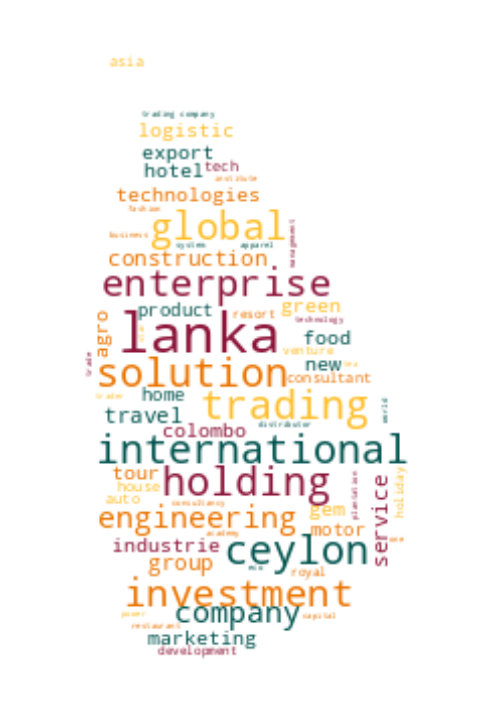 asia
trading company
logistic
export
hotel tech
institute
technologies
fashion
global
business
system apparel
management
construction
enterprise
product green
resort
technology
lanka
agro
food
venture
trade
new
solution
consultant
trader
home
trading
world
travel
distributor
colombo
international
tour holding
house
plantation
holiday
service
auto
consultancy
gem
engineering
motor
academy
industrie
ceylon
group
eco
royal
investment
power
company
capital
restaurant
marketing
development